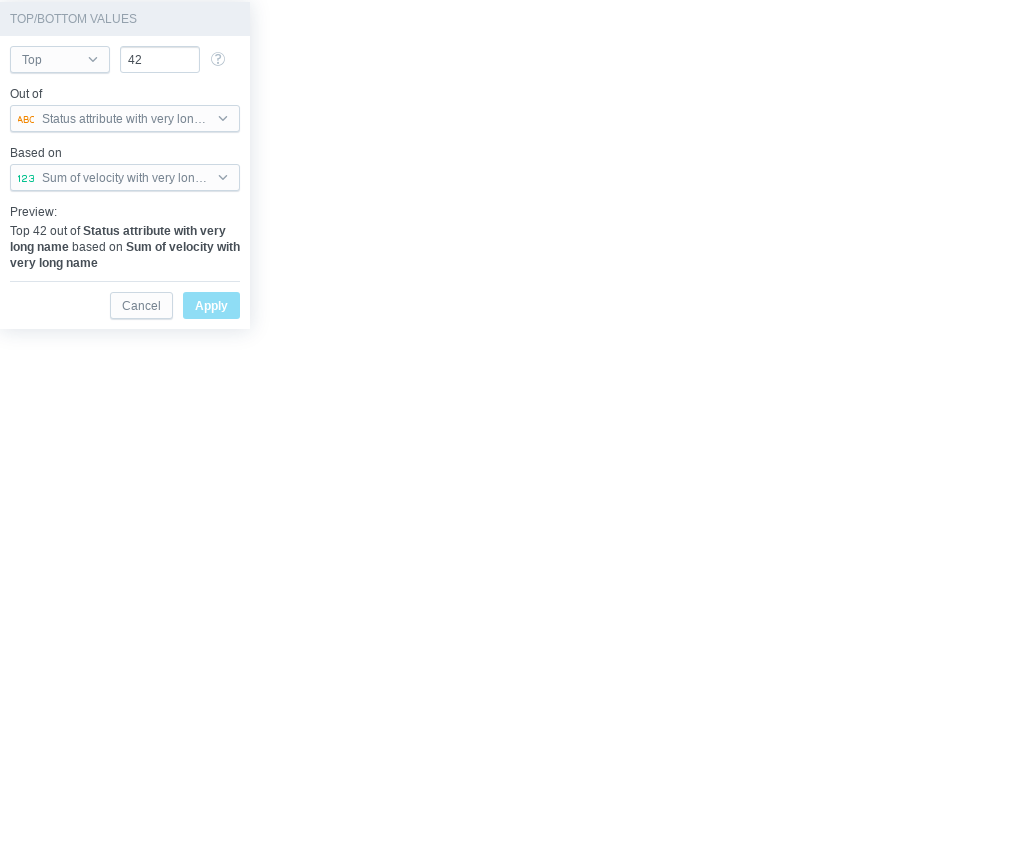 TOP/BOTTOM VALUES
Top 42
Out of
ABC Status attribute with very lon…
Based on
123 Sum of velocity with very lon…
Preview:
Top 42 out of Status attribute with very
long name based on Sum of velocity with
very long name
Cancel Apply